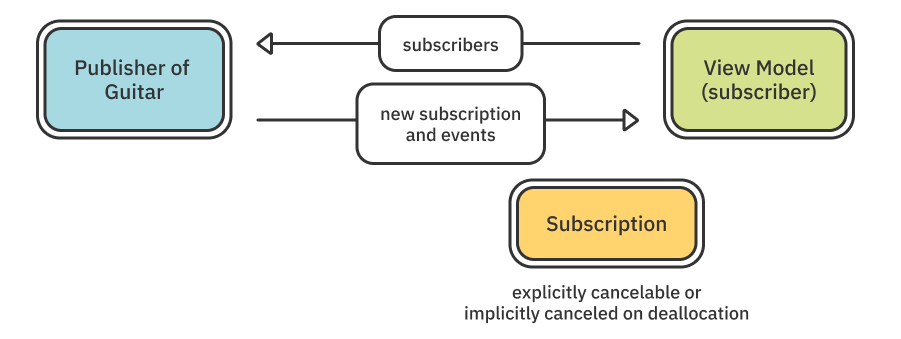 Publisher of
Guitar
subscribers
View Model
(subscriber)
new subscription
and events
Subscription
explicitly cancelable or
implicitly canceled on deallocation